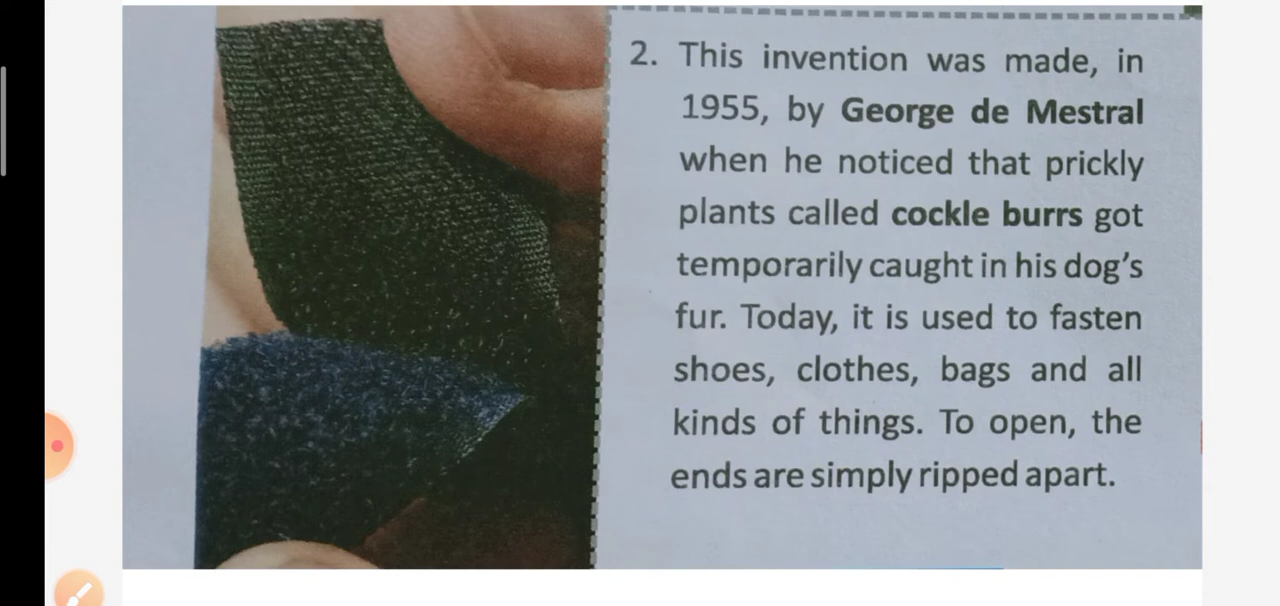 2. This invention was made, in
1955, by George de Mestral
when he noticed that prickly
plants called cockle burrs got
temporarily caught in his dog's
fur. Today, it is used to fasten
shoes, clothes, bags and all
kinds of things. To open, the
ends are simply ripped apart.